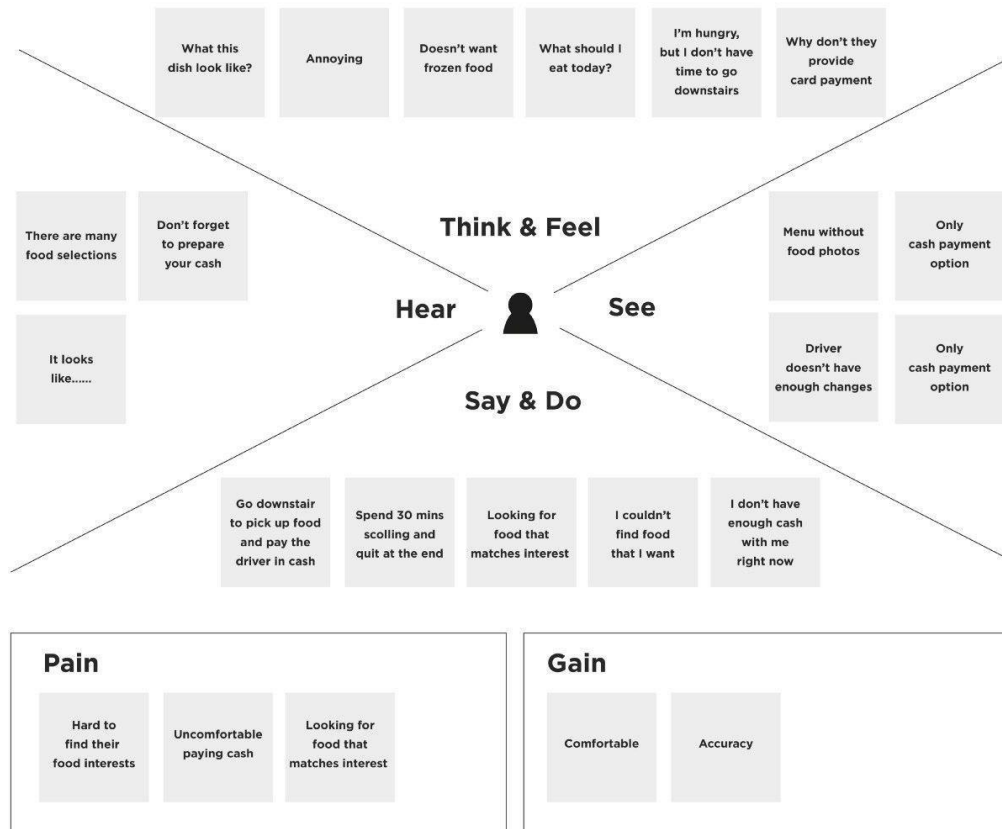 What this
dish look like?
Annoying
Doesn't want
frozen food
What should I
eat today?
I'm hungry,
but I don't have
time to go
downstairs
Why don't they
provide
card payment
There are many
food selections
Don't forget
to prepare
your cash
It looks
like......
Think & Feel
Hear
See
Say & Do
Menu without
food photos
Only
cash payment
option
Driver
doesn't have
enough changes
Only
cash payment
option
Go downstair
to pick up food
and pay the
driver in cash
Spend 30 mins
scolling and
quit at the end
Looking for
food that
matches interest
I couldn't
find food
that I want
I don't have
enough cash
with me
right now
Pain
Hard to
find their
food interests
Uncomfortable
paying cash
Looking for
food that
matches interest
Gain
Comfortable
Accuracy